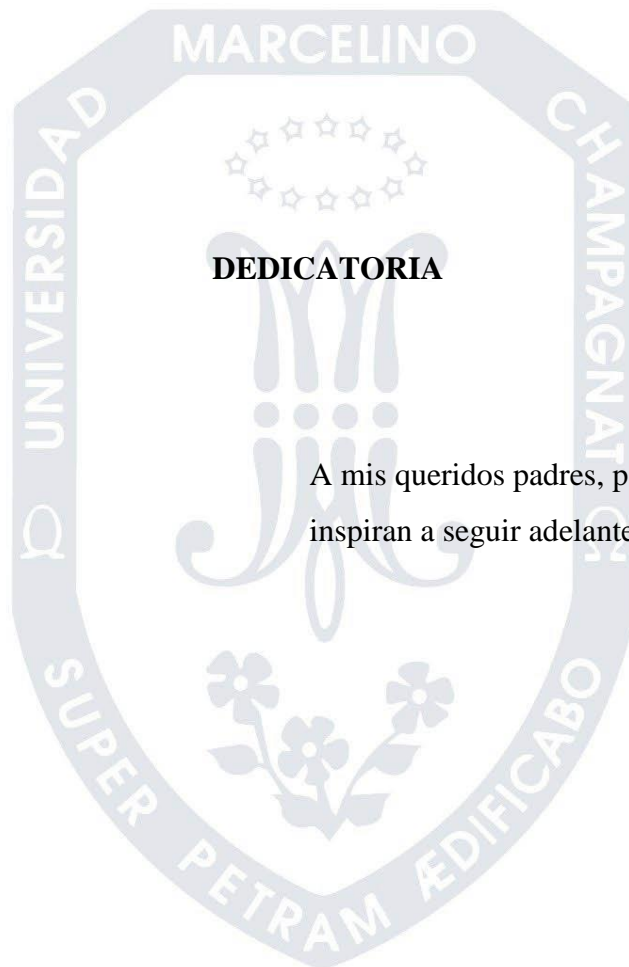 UNIVERSIDAD
MARCELINO
CHAMPAGNAT
DEDICATORIA
A mis queridos padres, p
inspiran a seguir adelante
Ω
Ω
SUPER PETRAM ÆDIFICABO